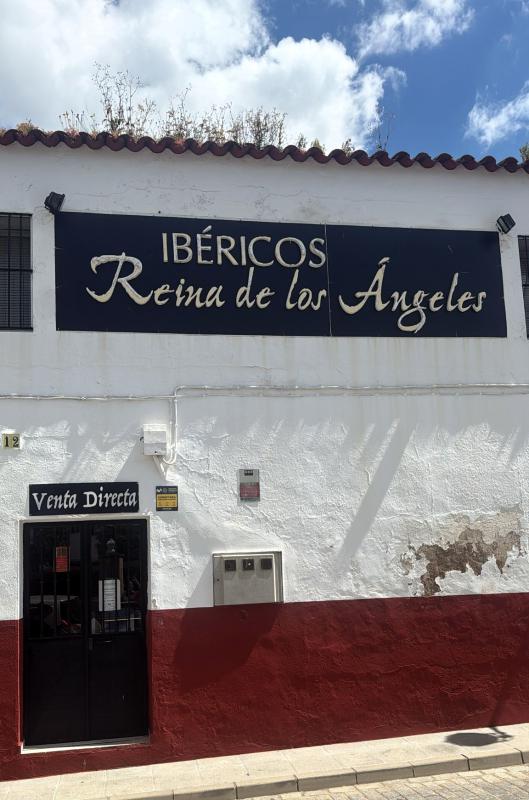 IBÉRICOS
Reina de los Ángeles
12
Venta Directa